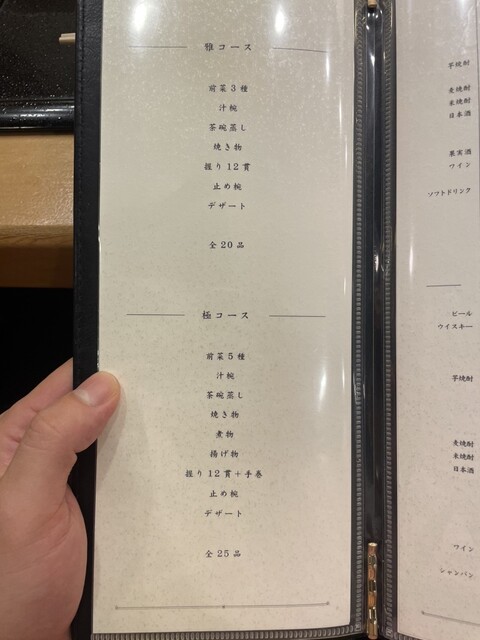 雅コース
前菜3種
汁椀
茶碗蒸し
焼き物
握り12貫
止め椀
デザート
全20品
極コース
前菜5種
汁椀
茶碗蒸し
焼き物
煮物
揚げ物
握り12貫+手巻
止め椀
デザート
全25品
芋焼酎
麦焼酎
米焼酎
日本酒
果実酒
ワイン
ソフトドリンク
ビール
ウイスキー
芋焼酎
麦焼酎
米焼酎
日本酒
ワイン
シャンパン